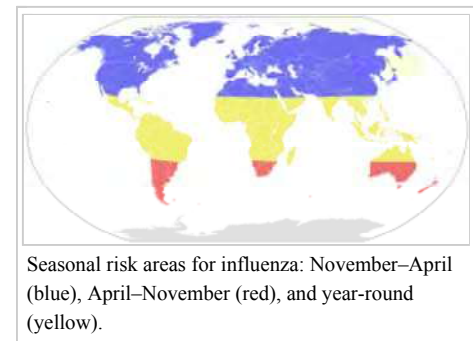 Seasonal risk areas for influenza: November–April
(blue), April–November (red), and year-round
(yellow).